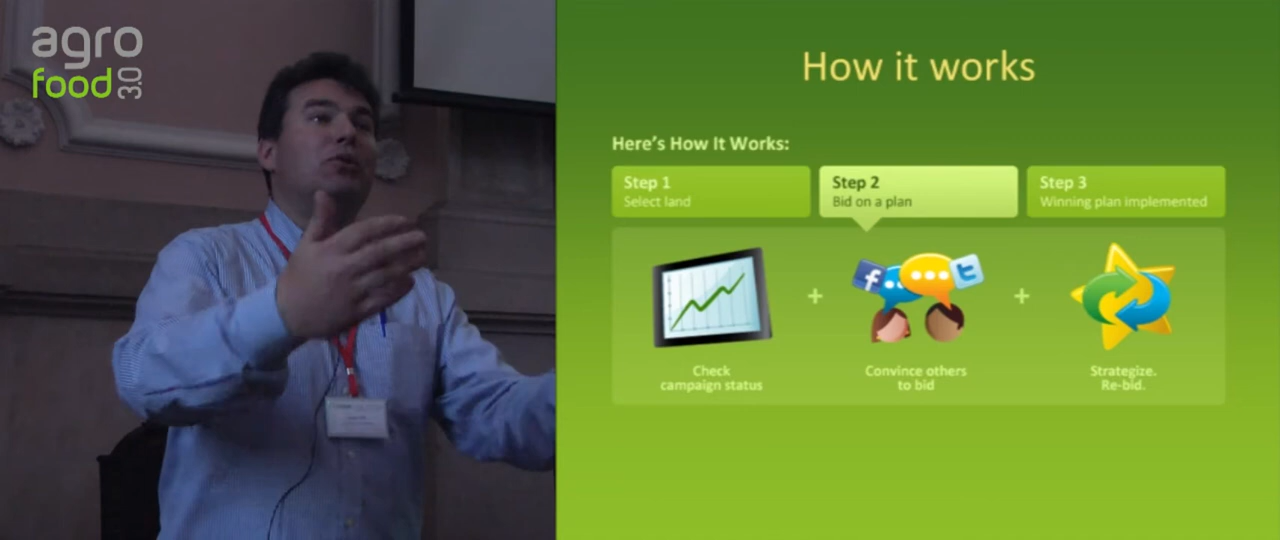 agro
food 3.0
How it works
Here's How It Works:
Step 1
Select land
Step 2
Bid on a plan
Step 3
Winning plan implemented
Check
campaign status
Convince others
to bid
Strategize.
Re-bid.